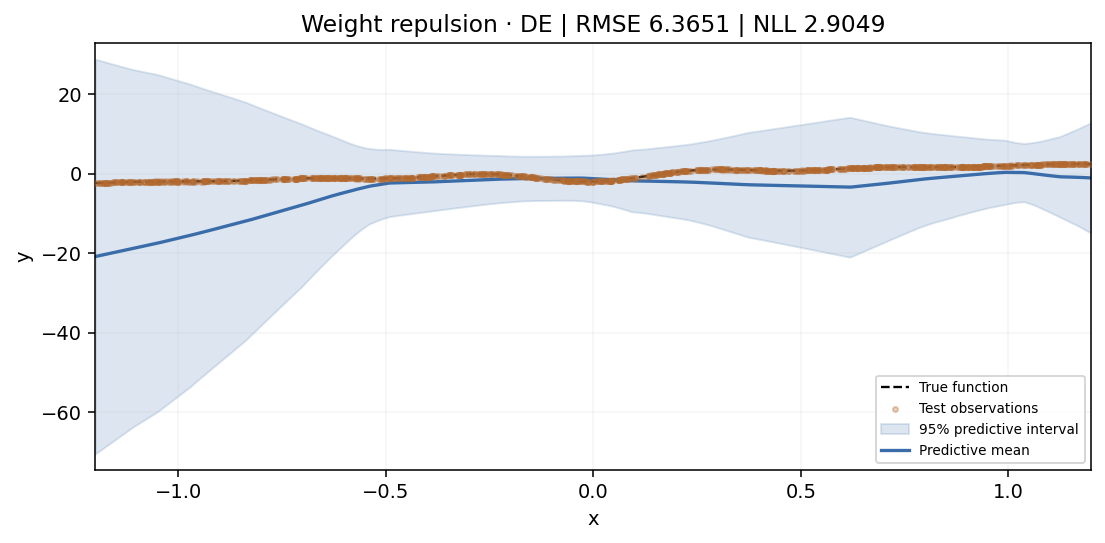 Weight repulsion · DE | RMSE 6.3651 | NLL 2.9049
20
0
−20
−40
−60
y
−1.0
−0.5
0.0
0.5
1.0
x
True function
Test observations
95% predictive interval
Predictive mean